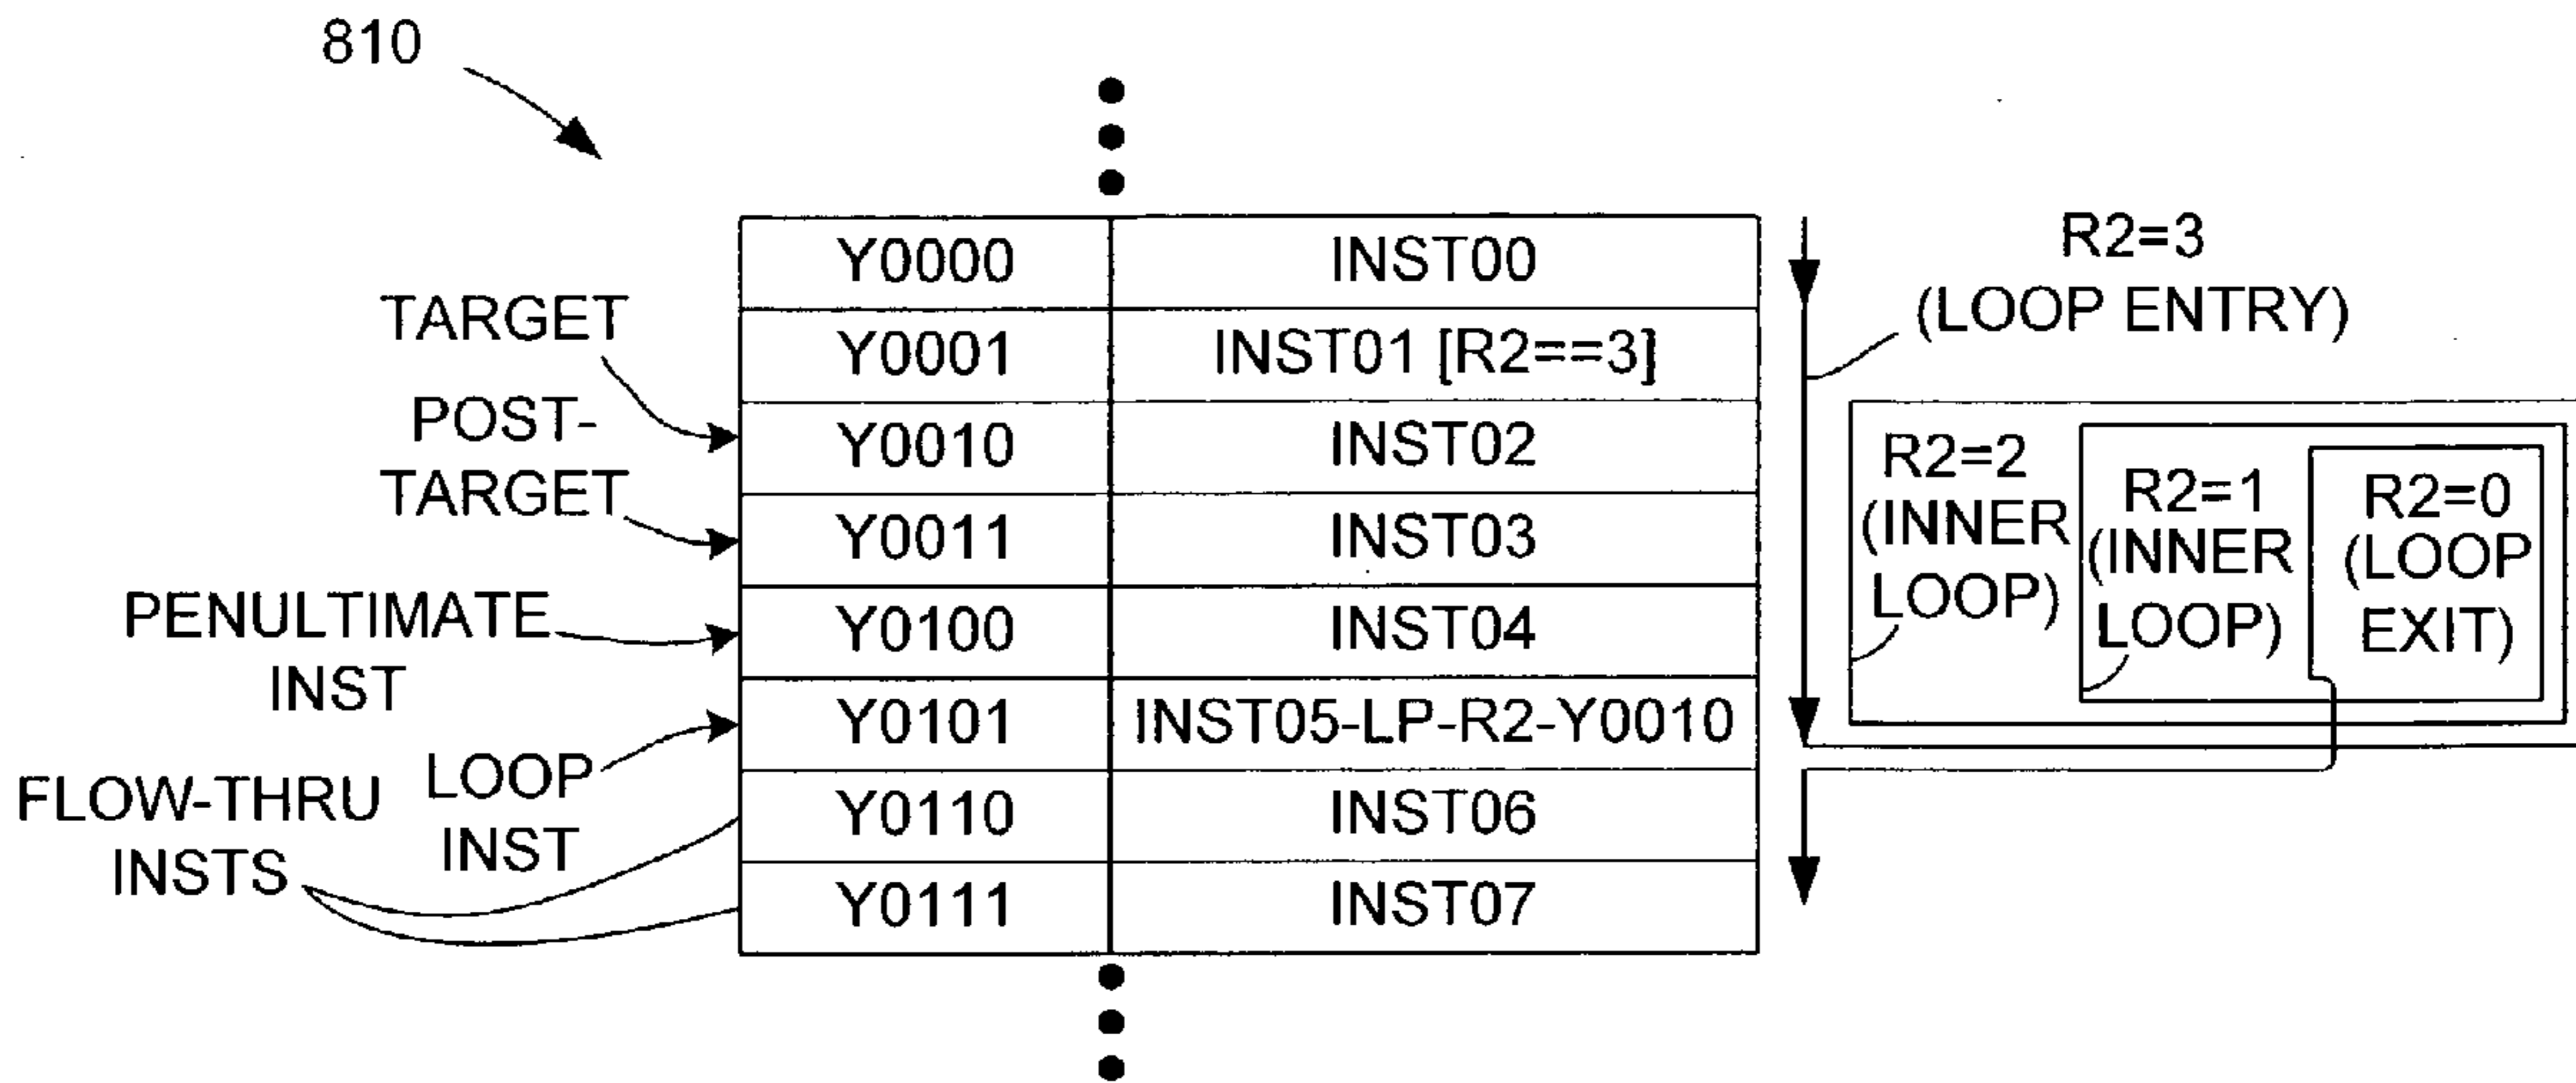 810
Y0000 INST00
Y0001 INST01 [R2==3]
Y0010 INST02
Y0011 INST03
Y0100 INST04
Y0101 INST05-LP-R2-Y0010
Y0110 INST06
Y0111 INST07
TARGET
POST-
TARGET
PENULTIMATE
INST
LOOP
INST
FLOW-THRU
INSTS
R2=3
(LOOP ENTRY)
R2=2
(INNER
LOOP)
R2=1
(INNER
LOOP)
R2=0
(LOOP
EXIT)